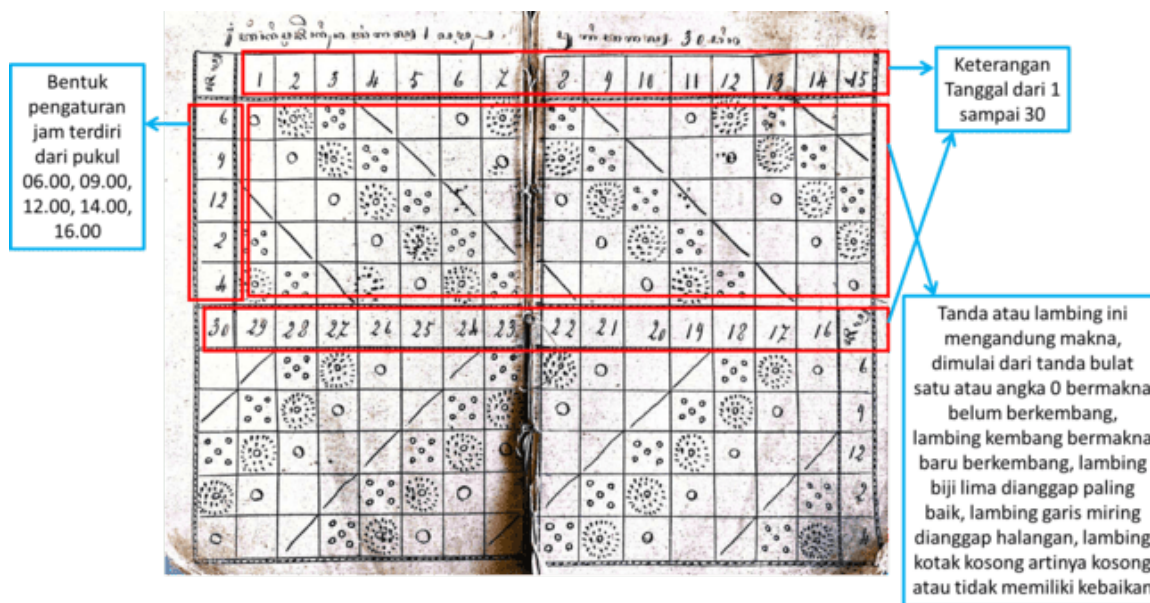 12
1 2 3 4 5 6 7 8 9 10 11 12 13 14 15
6
9
12
2
4
30 29 28 27 26 25 24 23 22 21 20 19 18 17 16
6
9
12
2
4
Bentuk
pengaturan
jam terdiri
dari pukul
06.00, 09.00,
12.00, 14.00,
16.00
Keterangan
Tanggal dari 1
sampai 30
Tanda atau lambing ini
mengandung makna,
dimulai dari tanda bulat
satu atau angka 0 bermakna
belum berkembang,
lambing kembang bermakna
baru berkembang, lambing
biji lima dianggap paling
baik, lambing garis miring
dianggap halangan, lambing
kotak kosong artinya kosong
atau tidak memiliki kebaikan